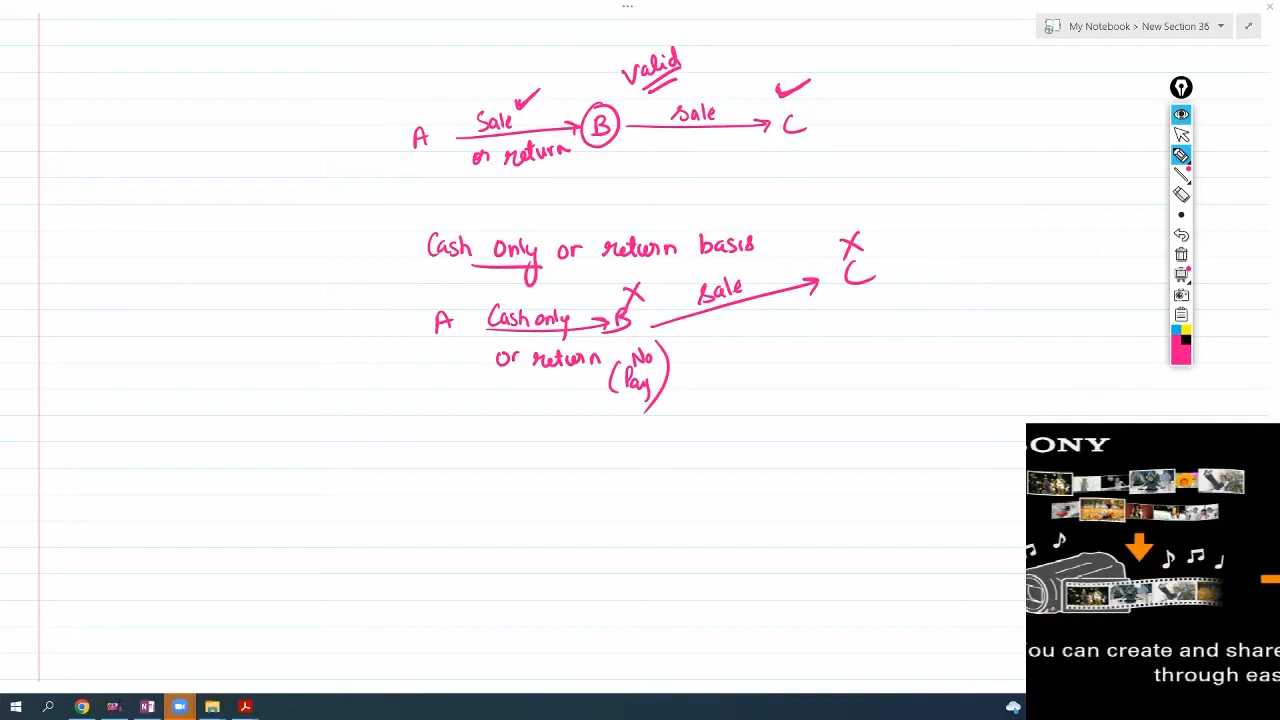 My Notebook > New Section 36
Valid
A Sale B sale C
or return
Cash only or return basis
A Cash only B sale C
or return (No Pay)
ONY
ou can create and share
through eas